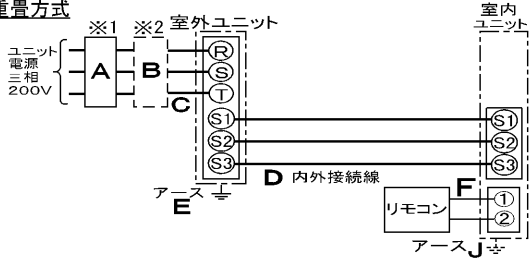 重畳方式
※1 ※2 室外ユニット
室内
ユニット
ユニット
電源
三相
200V
A
B
C
R
S
T
S1
S2
S3
S1
S2
S3
D 内外接続線
アース
E
F
リモコン
1
2
アース J